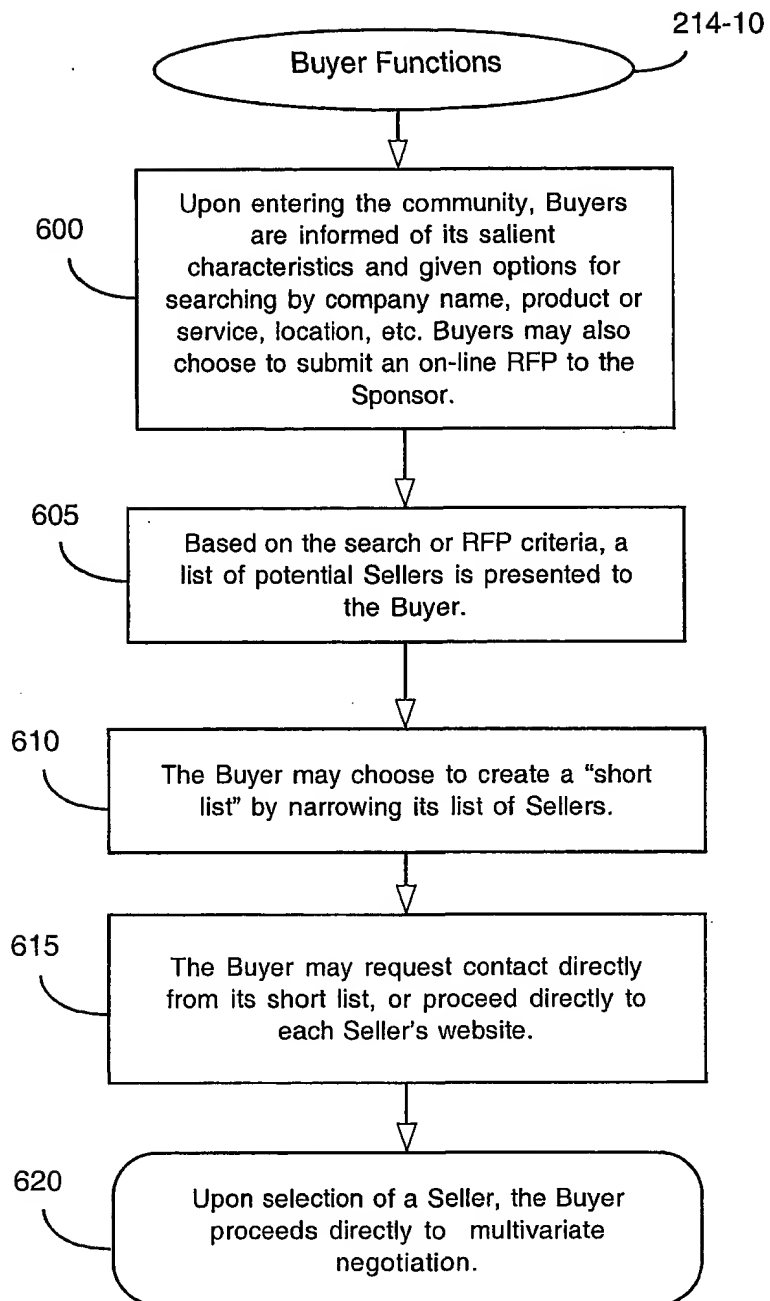 214-10
Buyer Functions
600
Upon entering the community, Buyers
are informed of its salient
characteristics and given options for
searching by company name, product or
service, location, etc. Buyers may also
choose to submit an on-line RFP to the
Sponsor.
605
Based on the search or RFP criteria, a
list of potential Sellers is presented to
the Buyer.
610
The Buyer may choose to create a “short
list” by narrowing its list of Sellers.
615
The Buyer may request contact directly
from its short list, or proceed directly to
each Seller's website.
620
Upon selection of a Seller, the Buyer
proceeds directly to multivariate
negotiation.